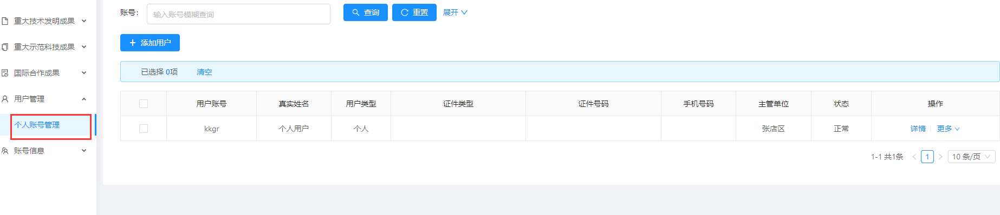 重大技术发明成果
重大示范科技成果
国际合作成果
用户管理
个人账号管理
账号信息
账号： 输入账号模糊查询 查询 重置 展开
添加用户
已选择 0项 清空
用户账号 真实姓名 用户类型 证件类型 证件号码 手机号码 主管单位 状态 操作
kkgr 个人用户 个人 张店区 正常 详情 更多
1-1 共1条 1 10 条/页